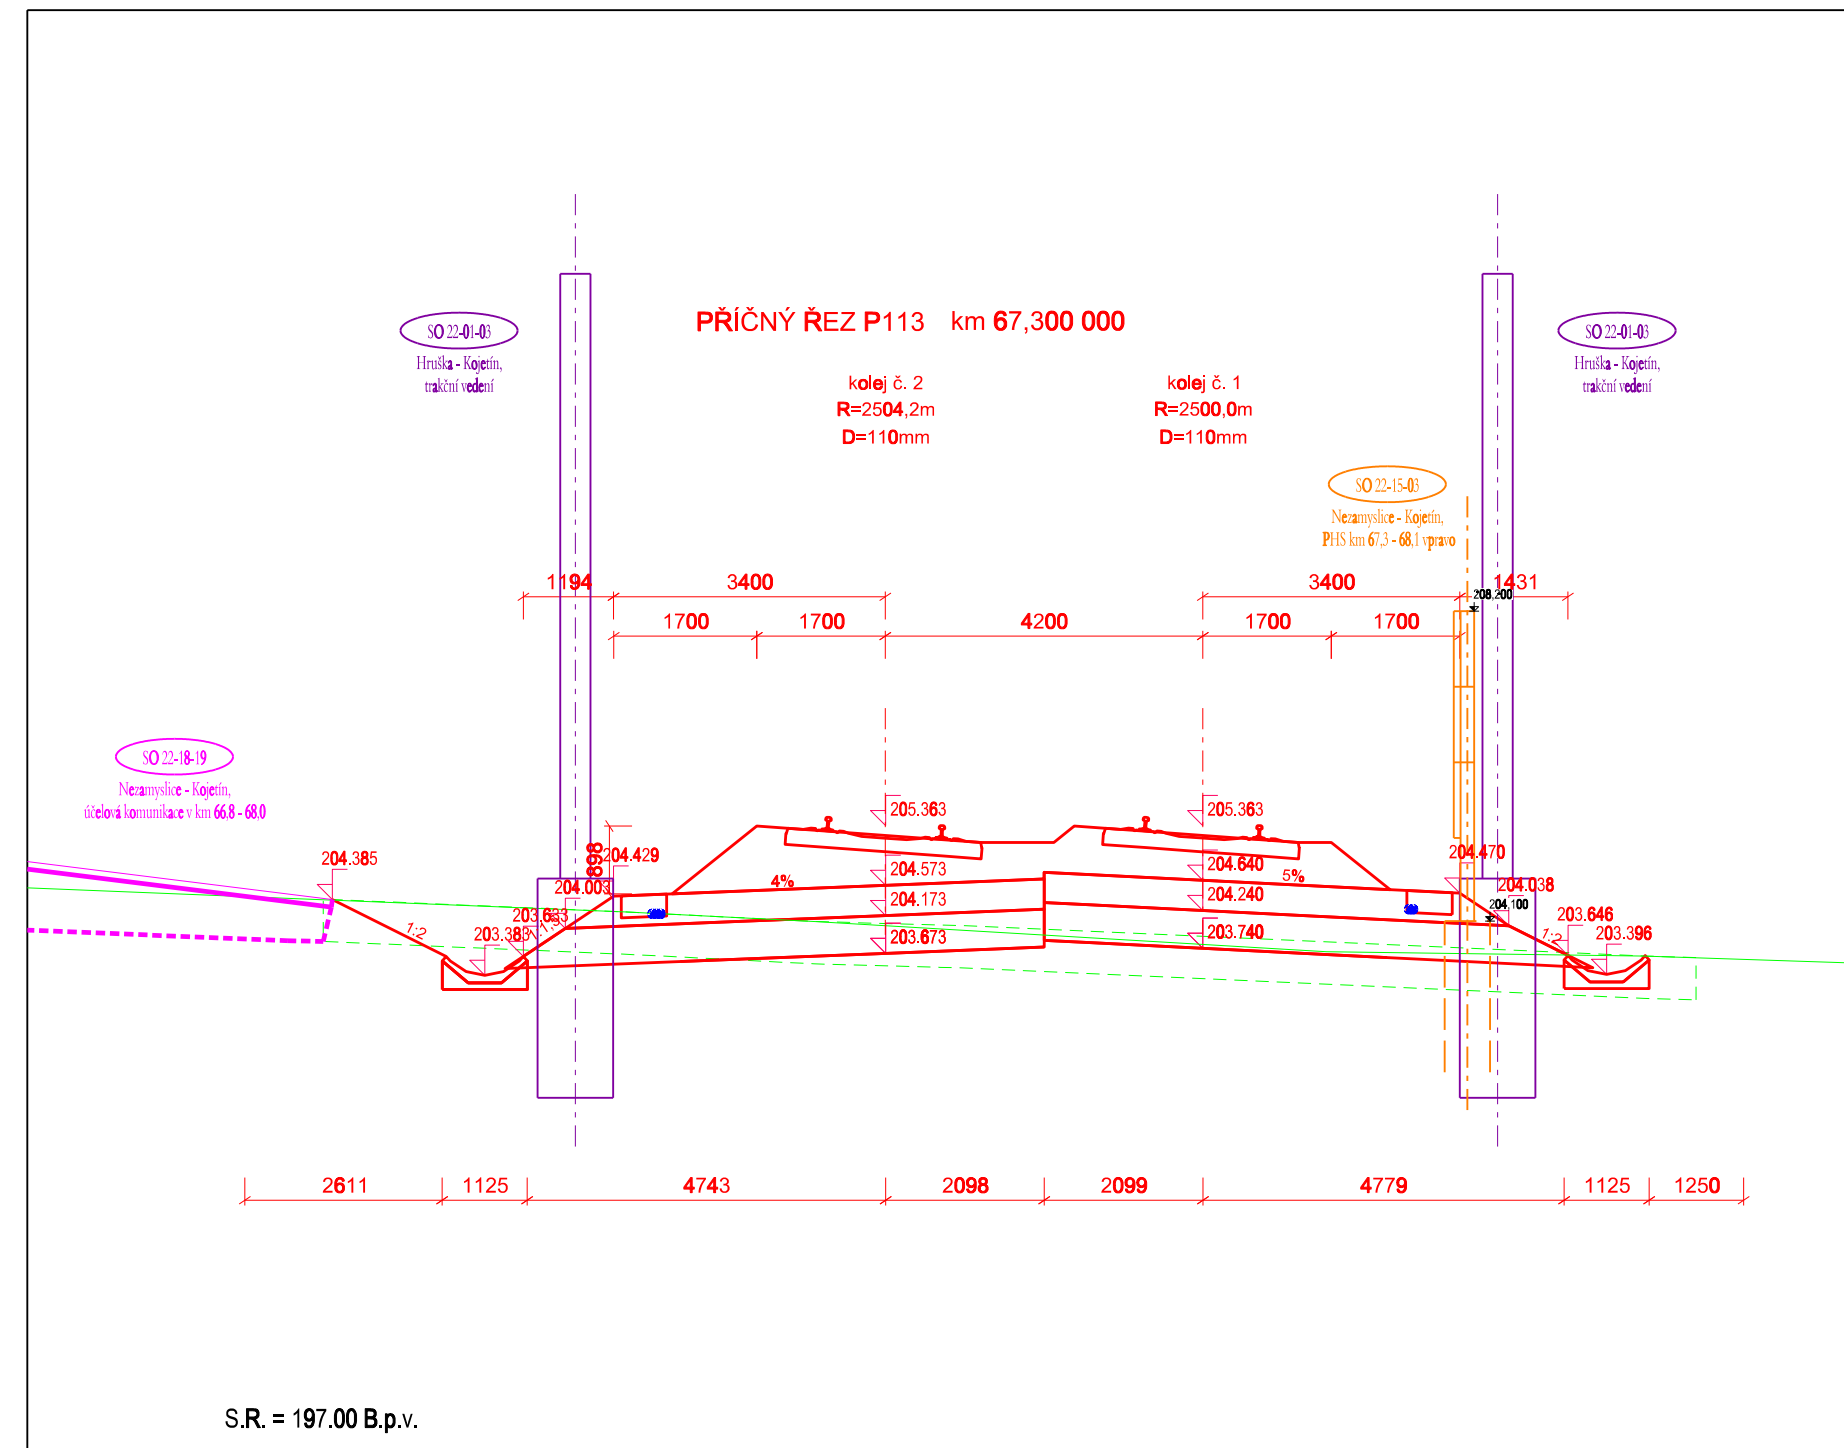 PŘÍČNÝ ŘEZ P113 km 67,300 000
SO 22-01-03
Hruška - Kojetín,
trakční vedení
SO 22-01-03
Hruška - Kojetín,
trakční vedení
kolej č. 2
R=2504,2m
D=110mm
kolej č. 1
R=2500,0m
D=110mm
SO 22-15-03
Nezamyslice - Kojetín,
PHS km 67,3 - 68,1 vpravo
1194
3400
3400
1431
208,200
1700
1700
4200
1700
1700
SO 22-18-19
Nezamyslice - Kojetín,
účelová komunikace v km 66,8 - 68,0
205.363
205.363
204.385
898
204.429
204.573
204.640
204.470
4%
5%
204.003
204.038
204.173
204.240
204,100
203.633
203.646
1:2
203.383
1:1,5
203.673
203.740
1:2
203.396
2611
1125
4743
2098
2099
4779
1125
1250
S.R. = 197.00 B.p.v.